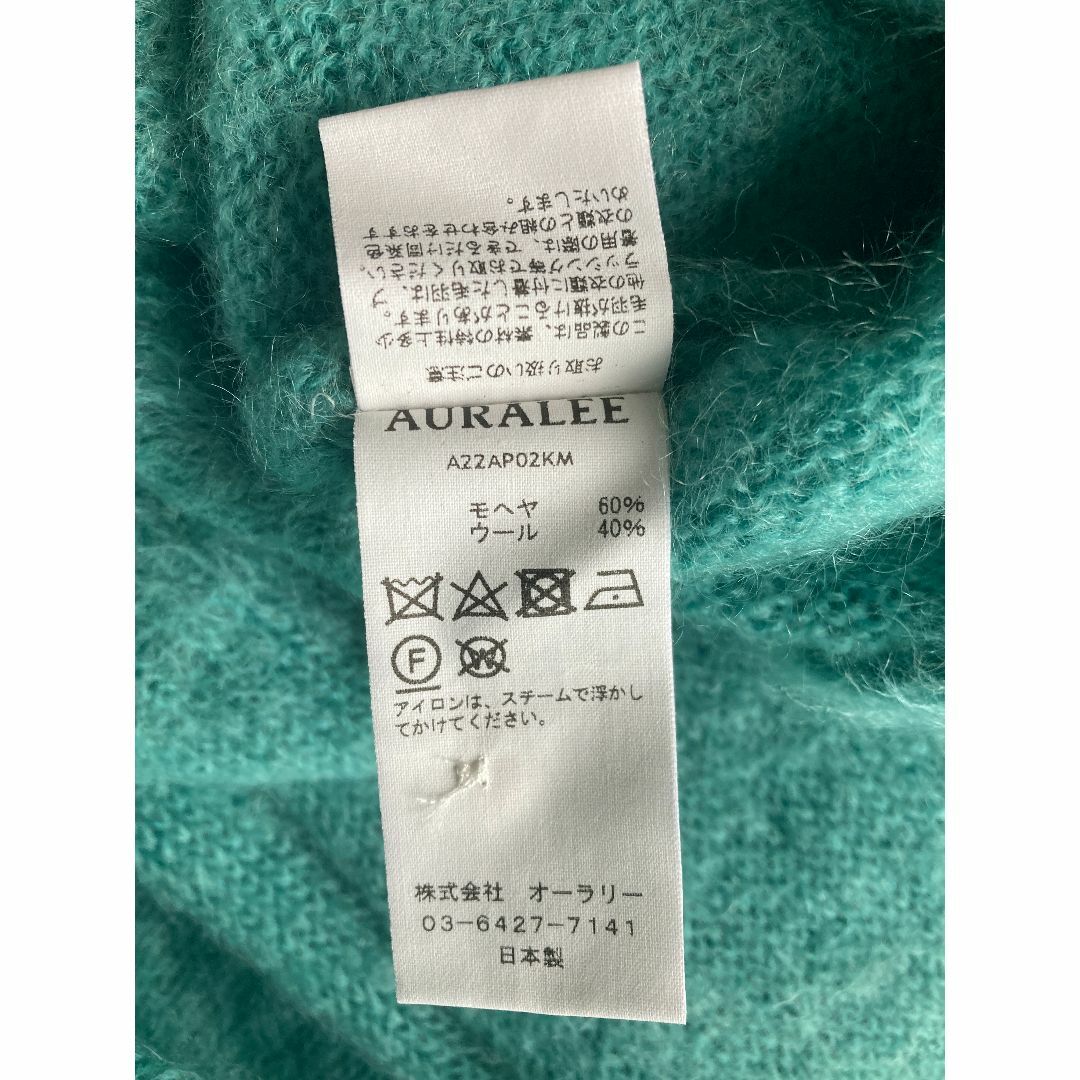 お取り扱いのご注意
この製品は、素材の特性上多少
毛羽が抜けることがあります。
他の衣類に付着した毛羽は、ブ
ラッシング等でお取りください。
着用の際は、できるだけ同系色
の衣類との組み合わせをおすす
めいたします。
AURALEE
A22AP02KM
モヘヤ 60%
ウール 40%
F W
アイロンは、スチームで浮かし
てかけてください。
株式会社 オーラリー
03-6427-7141
日本製